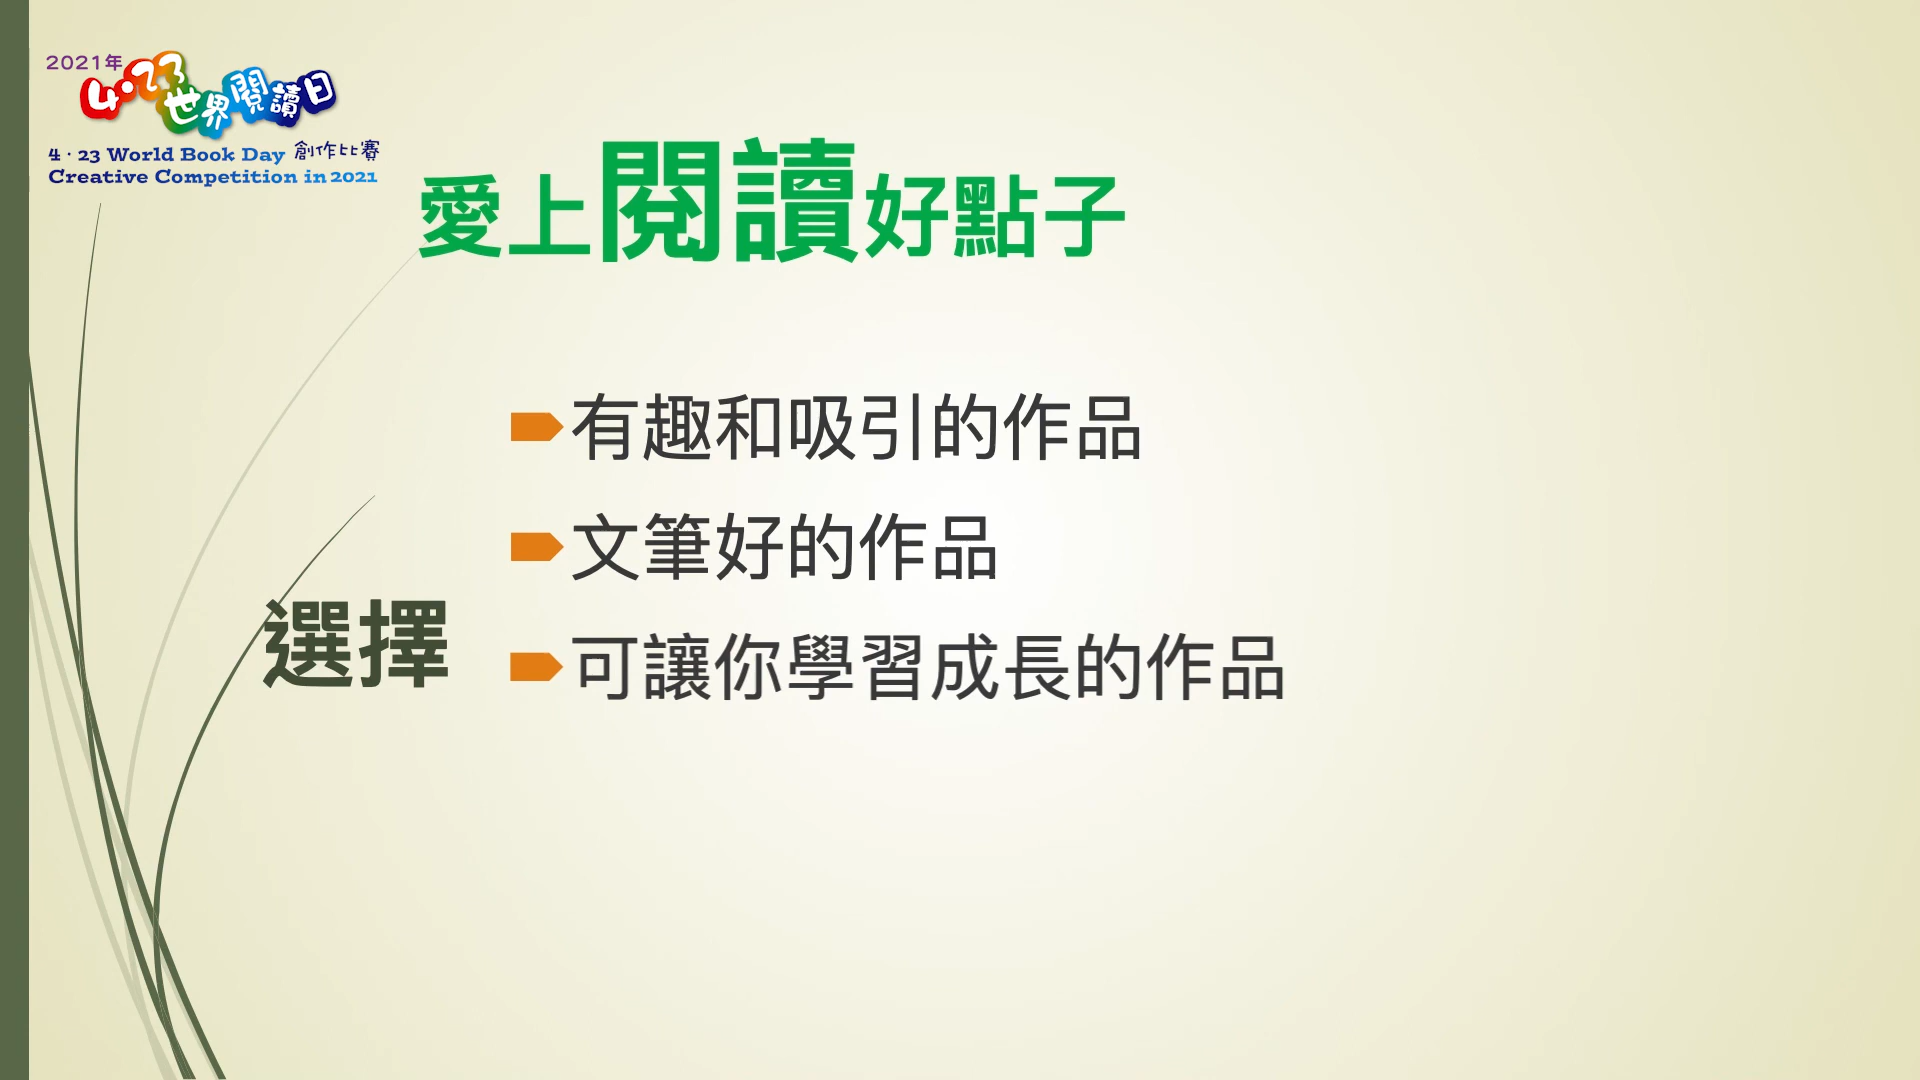 2021年
4·23
世界閱讀日
4·23 World Book Day 創作比賽
Creative Competition in 2021
愛上閱讀好點子
有趣和吸引的作品
文筆好的作品
選擇
可讓你學習成長的作品